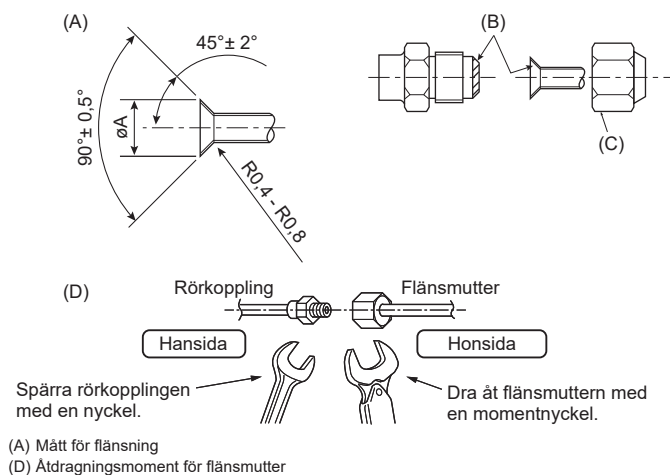 (A)
45°± 2°
90°± 0,5°
øA
R0,4 - R0,8
(B)
(C)
(D)
Rörkoppling
Flänsmutter
Hansida
Honsida
Spärra rörkopplingen
med en nyckel.
Dra åt flänsmuttern med
en momentnyckel.
(A) Mått för flänsning
(D) Åtdragningsmoment för flänsmutter